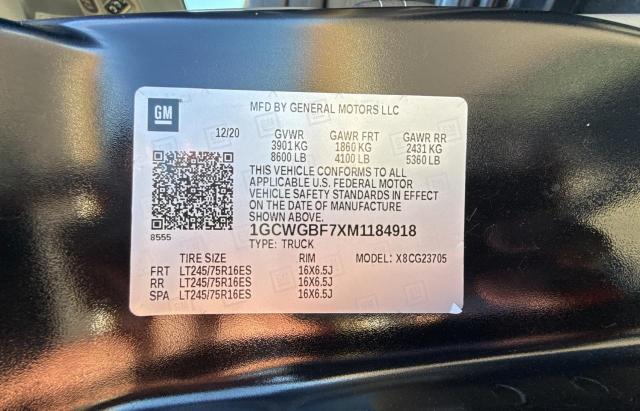 GM
MFD BY GENERAL MOTORS LLC
12/20 GVWR GAWR FRT GAWR RR
3901 KG 1860 KG 2431 KG
8600 LB 4100 LB 5360 LB
THIS VEHICLE CONFORMS TO ALL
APPLICABLE U.S. FEDERAL MOTOR
VEHICLE SAFETY STANDARDS IN EFFECT
ON THE DATE OF MANUFACTURE
SHOWN ABOVE.
8555 1GCWGBF7XM1184918
TYPE: TRUCK MODEL: X8CG23705
TIRE SIZE RIM
FRT LT245/75R16ES 16X6.5J
RR LT245/75R16ES 16X6.5J
SPA LT245/75R16ES 16X6.5J